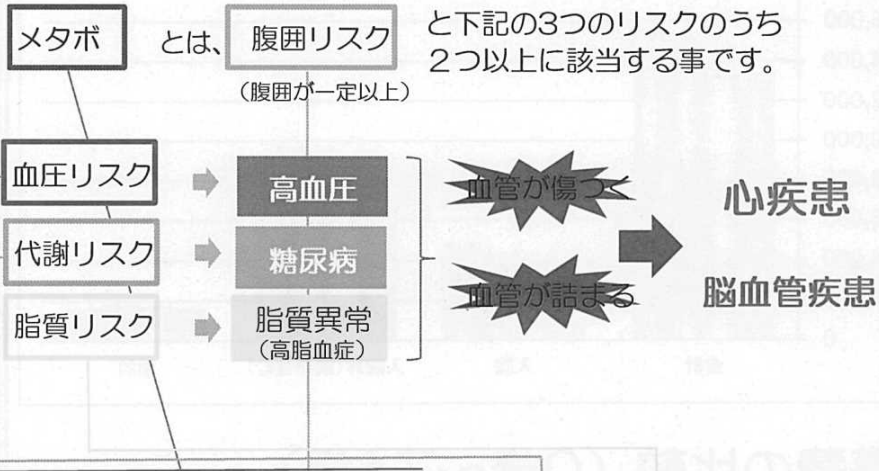 メタボ とは、 腹囲リスク と下記の3つのリスクのうち
(腹囲が一定以上) 2つ以上に該当する事です。
血圧リスク 高血圧
代謝リスク 糖尿病
脂質リスク 脂質異常
(高脂血症)
血管が傷つく
血管が詰まる
心疾患
脳血管疾患